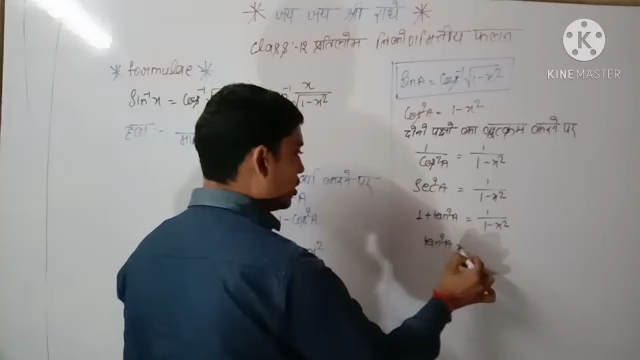 * जय जय श्री राधे *
Class-12 प्रतिलोम त्रिकोणमितीय फलन
* formulae
Sin⁻¹x = Cos⁻¹√
x/√1-x²
हल :-
1-Cos²A
SinA = Cos⁻¹√1-x²
Cos²A = 1-x²
दोनों पक्षों का व्युत्क्रम करने पर
1/Cos²A = 1/1-x²
Sec²A = 1/1-x²
1+tan²A = 1/1-x²
tan²A =
KINEMASTER